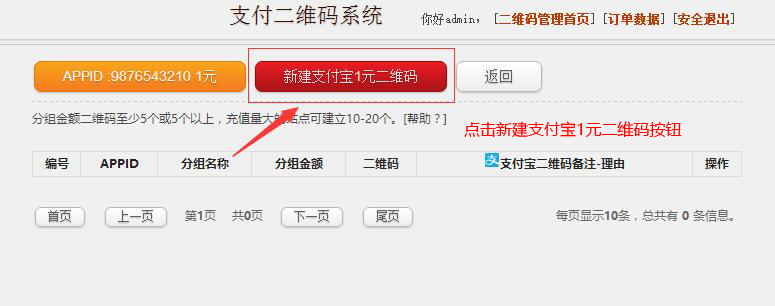 支付二维码系统 你好admin， [二维码管理首页] [订单数据] [安全退出]
APPID :9876543210 1元 新建支付宝1元二维码 返回
分组金额二维码至少5个或5个以上，充值量大的站点可建立10-20个。[帮助？]
点击新建支付宝1元二维码按钮
编号 APPID 分组名称 分组金额 二维码 支 支付宝二维码备注-理由 操作
首页 上一页 第1页 共0页 下一页 尾页 每页显示10条，总共有 0 条信息。